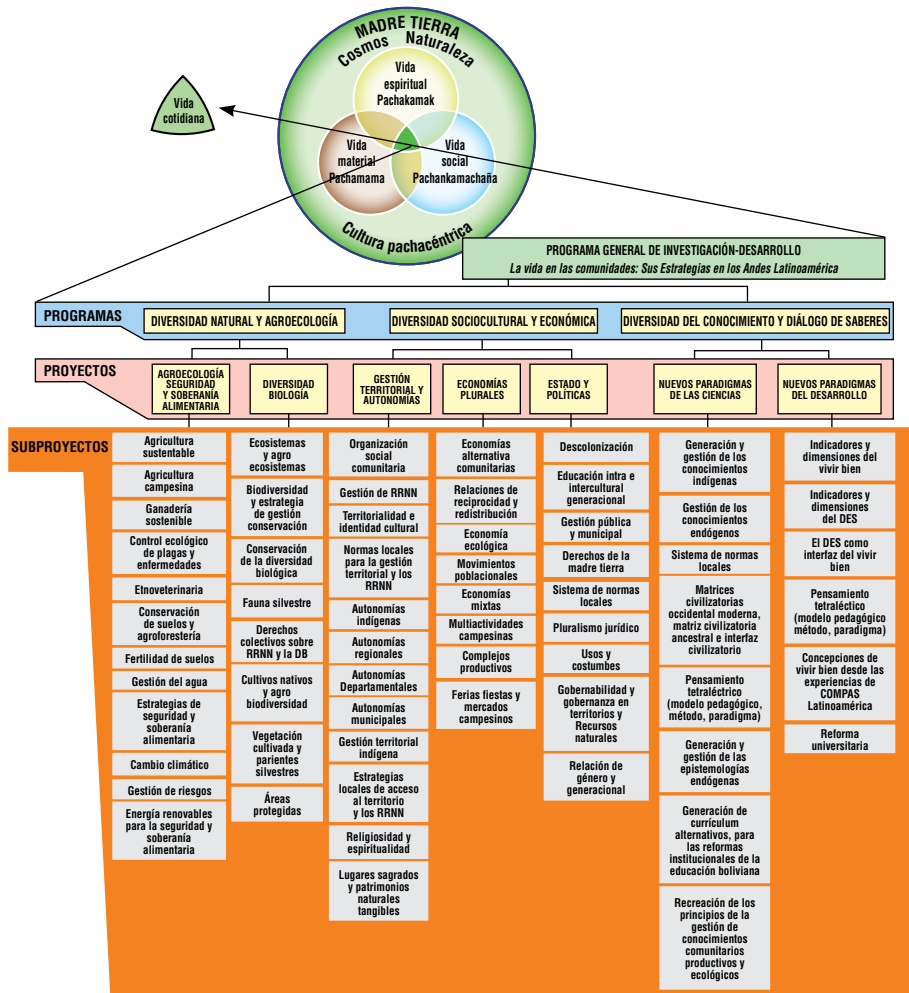 MADRE TIERRA
Cosmos Naturaleza
Vida
espiritual
Pachakamak
Vida
cotidiana
Vida
material
Pachamama
Vida
social
Pachankamachaña
Cultura pachacéntrica
PROGRAMA GENERAL DE INVESTIGACIÓN-DESARROLLO
La vida en las comunidades: Sus Estrategias en los Andes Latinoamérica
PROGRAMAS
DIVERSIDAD NATURAL Y AGROECOLOGÍA
DIVERSIDAD SOCIOCULTURAL Y ECONÓMICA
DIVERSIDAD DEL CONOCIMIENTO Y DIÁLOGO DE SABERES
PROYECTOS
AGROECOLOGÍA
SEGURIDAD
Y SOBERANÍA
ALIMENTARIA
DIVERSIDAD
BIOLOGÍA
GESTIÓN
TERRITORIAL Y
AUTONOMÍAS
ECONOMÍAS
PLURALES
ESTADO Y
POLÍTICAS
NUEVOS PARADIGMAS
DE LAS CIENCIAS
NUEVOS PARADIGMAS
DEL DESARROLLO
SUBPROYECTOS
Agricultura
sustentable
Agricultura
campesina
Ganadería
sostenible
Control ecológico
de plagas y
enfermedades
Etnoveterinaria
Conservación
de suelos y
agroforestería
Fertilidad de suelos
Gestión del agua
Estrategias de
seguridad y
soberanía
alimentaria
Cambio climático
Gestión de riesgos
Energía renovables
para la seguridad y
soberanía
alimentaria
Ecosistemas
y agro
ecosistemas
Biodiversidad
y estrategia
de gestión
conservación
Conservación
de la diversidad
biológica
Fauna silvestre
Derechos
colectivos sobre
RRNN y la DB
Cultivos nativos
y agro
biodiversidad
Vegetación
cultivada y
parientes
silvestres
Áreas
protegidas
Organización
social
comunitaria
Gestión de RRNN
Territorialidad e
identidad cultural
Normas locales
para la gestión
territorial y los
RRNN
Autonomías
indígenas
Autonomías
regionales
Autonomías
Departamentales
Autonomías
municipales
Gestión territorial
indígena
Estrategias
locales de acceso
al territorio
y los RRNN
Religiosidad y
espiritualidad
Lugares sagrados
y patrimonios
naturales
tangibles
Economías
alternativa
comunitarias
Relaciones de
reciprocidad y
redistribución
Economía
ecológica
Movimientos
poblacionales
Economías
mixtas
Multiactividades
campesinas
Complejos
productivos
Ferias fiestas y
mercados
campesinos
Descolonización
Educación intra e
intercultural
generacional
Gestión pública
y municipal
Derechos de la
madre tierra
Sistema de normas
locales
Pluralismo jurídico
Usos y
costumbes
Gobernabilidad y
gobernanza en
territorios y
Recursos
naturales
Relación de
género y
generacional
Generación y
gestión de los
conocimientos
indígenas
Gestión de los
conocimientos
endógenos
Sistema de normas
locales
Matrices
civilizatorias
occidental moderna,
matriz civilizatoria
ancestral e interfaz
civilizatorio
Pensamiento
tetraléctrico
(modelo pedagógico,
método, paradigma)
Generación y
gestión de las
epistemologías
endógenas
Generación de
currículum
alternativos, para
las reformas
institucionales de la
educación boliviana
Recreación de los
principios de la
gestión de
conocimientos
comunitarios
productivos y
ecológicos
Indicadores y
dimensiones del
vivir bien
Indicadores y
dimensiones
del DES
El DES como
interfaz del vivir
bien
Pensamiento
tetraléctico
(modelo pedagógico
método, paradigma)
Concepciones de
vivir bien desde las
experiencias de
COMPAS
Latinoamérica
Reforma
universitaria